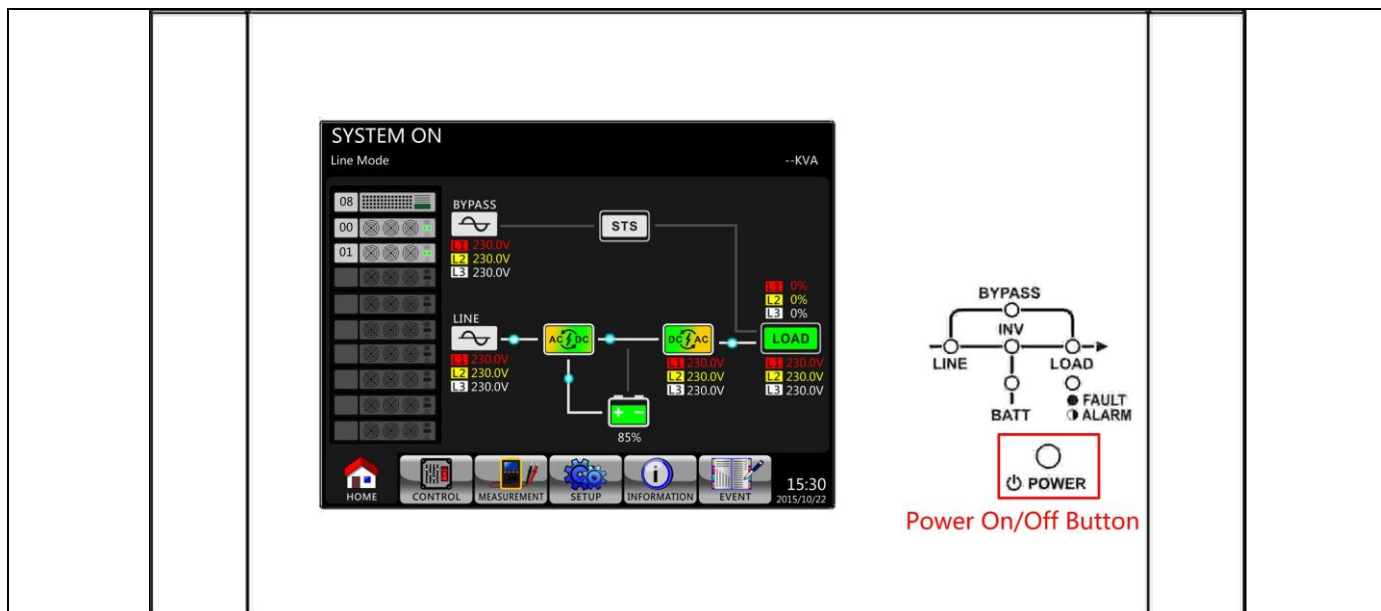 SYSTEM ON
Line Mode
--KVA
08
00
01
BYPASS
L1 230.0V
L2 230.0V
L3 230.0V
STS
L1 0%
L2 0%
L3 0%
LINE
L1 230.0V
L2 230.0V
L3 230.0V
AC DC
DC AC
L1 230.0V
L2 230.0V
L3 230.0V
LOAD
L1 230.0V
L2 230.0V
L3 230.0V
85%
HOME
CONTROL
MEASUREMENT
SETUP
INFORMATION
EVENT
15:30
2015/10/22
BYPASS
INV
LINE
LOAD
BATT
FAULT
ALARM
POWER
Power On/Off Button